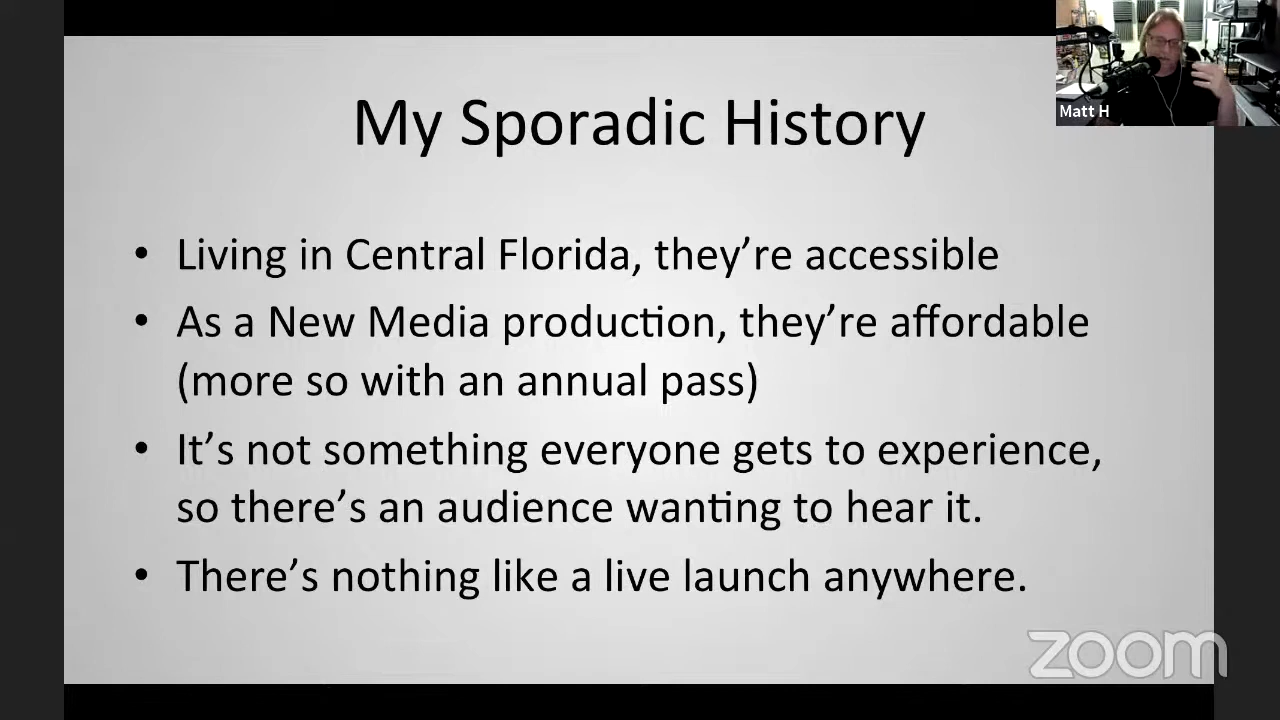 My Sporadic History
Matt H
• Living in Central Florida, they’re accessible
• As a New Media production, they’re affordable
(more so with an annual pass)
• It’s not something everyone gets to experience,
so there’s an audience wanting to hear it.
• There’s nothing like a live launch anywhere.
zoom